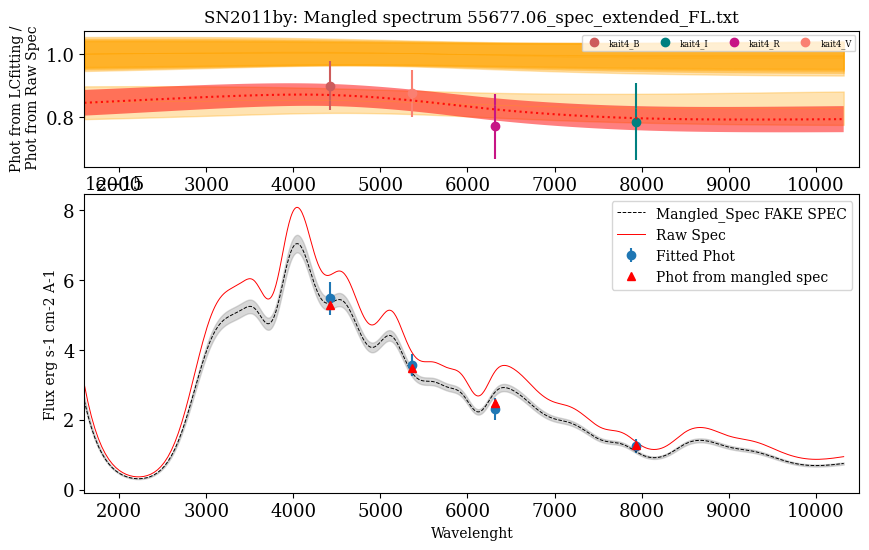 SN2011by: Mangled spectrum 55677.06_spec_extended_FL.txt
Phot from LCfitting /
Phot from Raw Spec
1.0
0.8
kait4_B
kait4_I
kait4_R
kait4_V
2000 3000 4000 5000 6000 7000 8000 9000 10000
1e−15
Flux erg s-1 cm-2 A-1
8
6
4
2
0
Mangled_Spec FAKE SPEC
Raw Spec
Fitted Phot
Phot from mangled spec
2000 3000 4000 5000 6000 7000 8000 9000 10000
Wavelenght